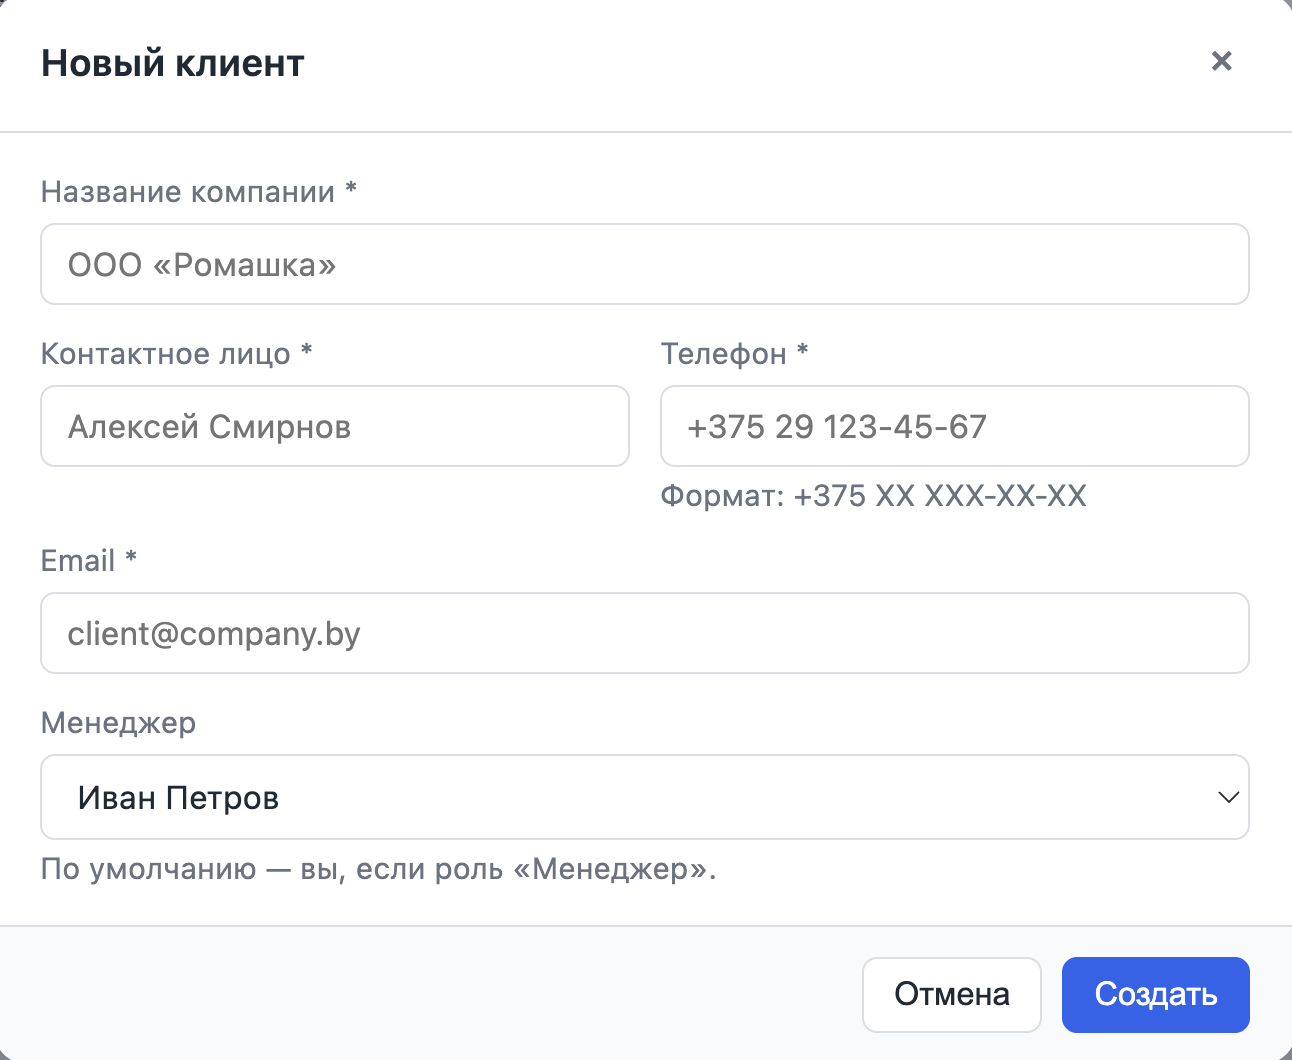 Новый клиент ×
Название компании *
ООО «Ромашка»
Контактное лицо * Телефон *
Алексей Смирнов +375 29 123-45-67
Формат: +375 XX XXX-XX-XX
Email *
client@company.by
Менеджер
Иван Петров
По умолчанию — вы, если роль «Менеджер».
Отмена Создать